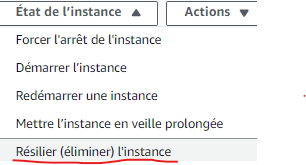 État de l'instance ▲ Actions ▼
Forcer l'arrêt de l'instance
Démarrer l'instance
Redémarrer une instance
Mettre l'instance en veille prolongée
Résilier (éliminer) l'instance